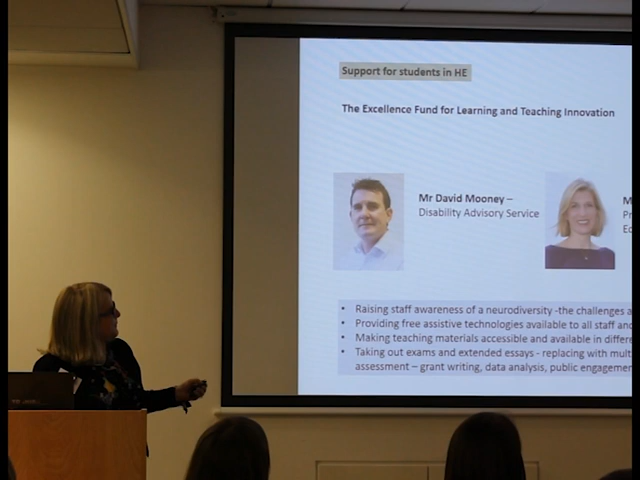 Support for students in HE
The Excellence Fund for Learning and Teaching Innovation
Mr David Mooney –
Disability Advisory Service
• Raising staff awareness of a neurodiversity -the challenges a
• Providing free assistive technologies available to all staff and
• Making teaching materials accessible and available in differe
• Taking out exams and extended essays - replacing with mult
assessment – grant writing, data analysis, public engagemen